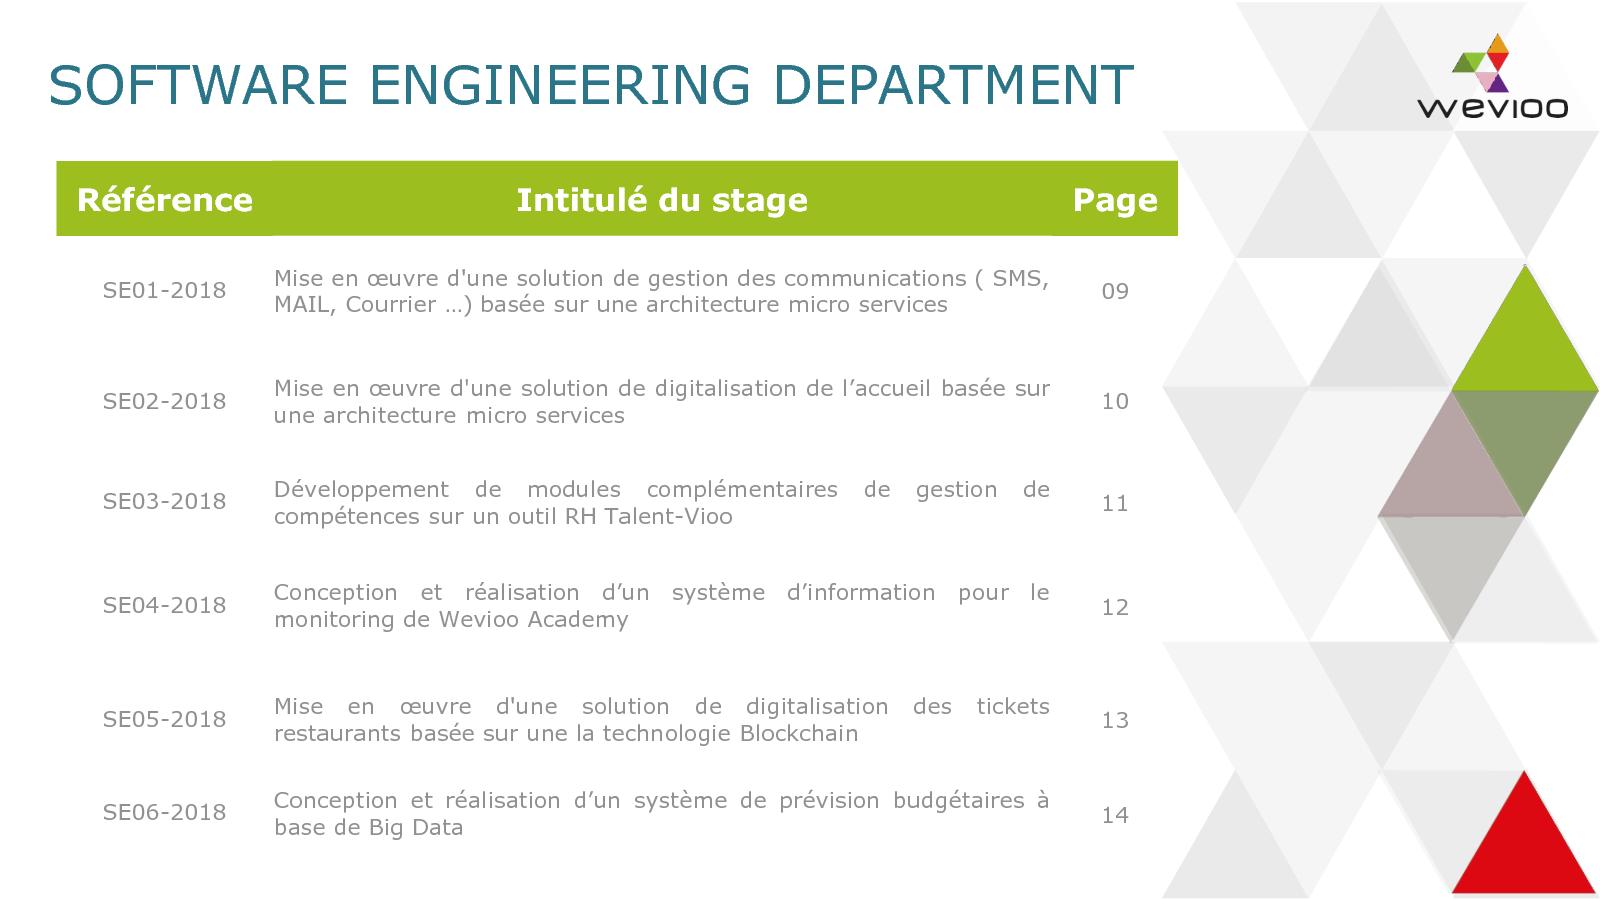 SOFTWARE ENGINEERING DEPARTMENT
wevioo
Référence Intitulé du stage Page
SE01-2018 Mise en œuvre d'une solution de gestion des communications ( SMS, 09
MAIL, Courrier …) basée sur une architecture micro services
SE02-2018 Mise en œuvre d'une solution de digitalisation de l’accueil basée sur 10
une architecture micro services
SE03-2018 Développement de modules complémentaires de gestion de 11
compétences sur un outil RH Talent-Vioo
SE04-2018 Conception et réalisation d’un système d’information pour le 12
monitoring de Wevioo Academy
SE05-2018 Mise en œuvre d'une solution de digitalisation des tickets 13
restaurants basée sur une la technologie Blockchain
SE06-2018 Conception et réalisation d’un système de prévision budgétaires à 14
base de Big Data